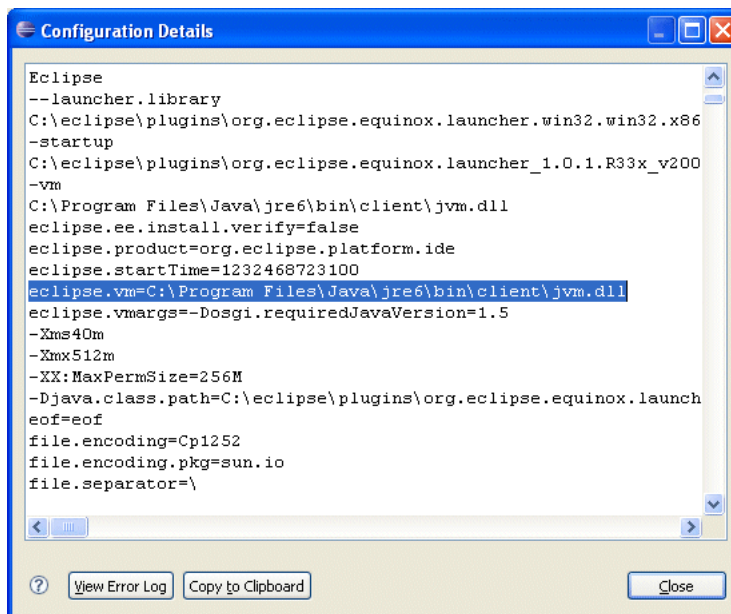 Configuration Details
Eclipse
--launcher.library
C:\eclipse\plugins\org.eclipse.equinox.launcher.win32.win32.x86
-startup
C:\eclipse\plugins\org.eclipse.equinox.launcher_1.0.1.R33x_v200
-vm
C:\Program Files\Java\jre6\bin\client\jvm.dll
eclipse.ee.install.verify=false
eclipse.product=org.eclipse.platform.ide
eclipse.startTime=1232468723100
eclipse.vm=C:\Program Files\Java\jre6\bin\client\jvm.dll
eclipse.vmargs=-Dosgi.requiredJavaVersion=1.5
-Xms40m
-Xmx512m
-XX:MaxPermSize=256M
-Djava.class.path=C:\eclipse\plugins\org.eclipse.equinox.launch
eof=eof
file.encoding=Cp1252
file.encoding.pkg=sun.io
file.separator=\
? View Error Log Copy to Clipboard Close